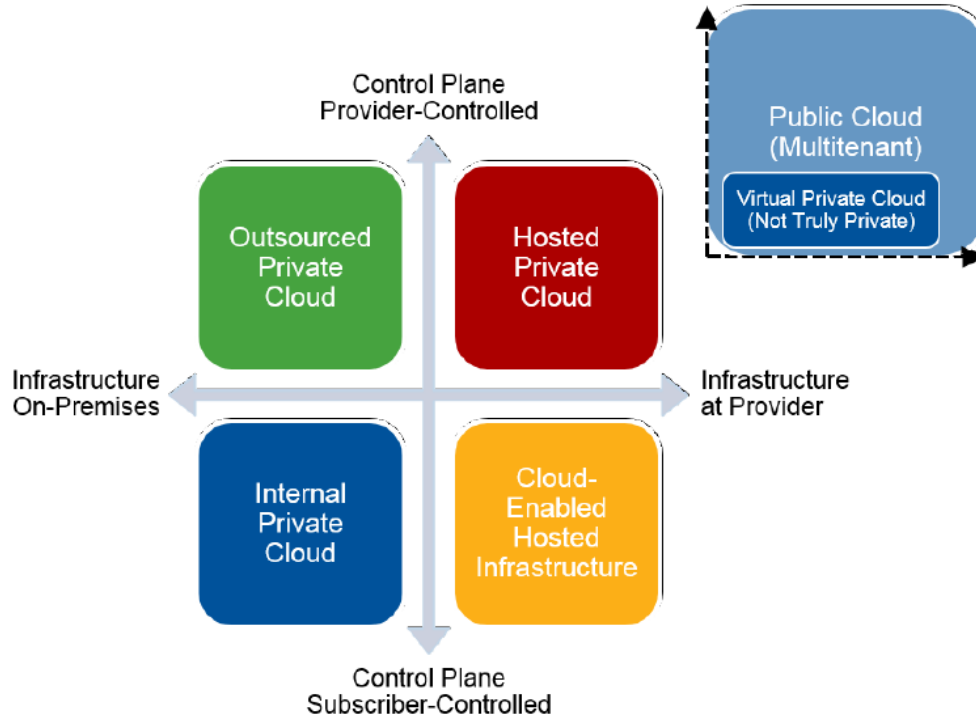 Control Plane
Provider-Controlled
Public Cloud
(Multitenant)
Virtual Private Cloud
(Not Truly Private)
Outsourced
Private
Cloud
Hosted
Private
Cloud
Infrastructure
On-Premises
Infrastructure
at Provider
Internal
Private
Cloud
Cloud-
Enabled
Hosted
Infrastructure
Control Plane
Subscriber-Controlled